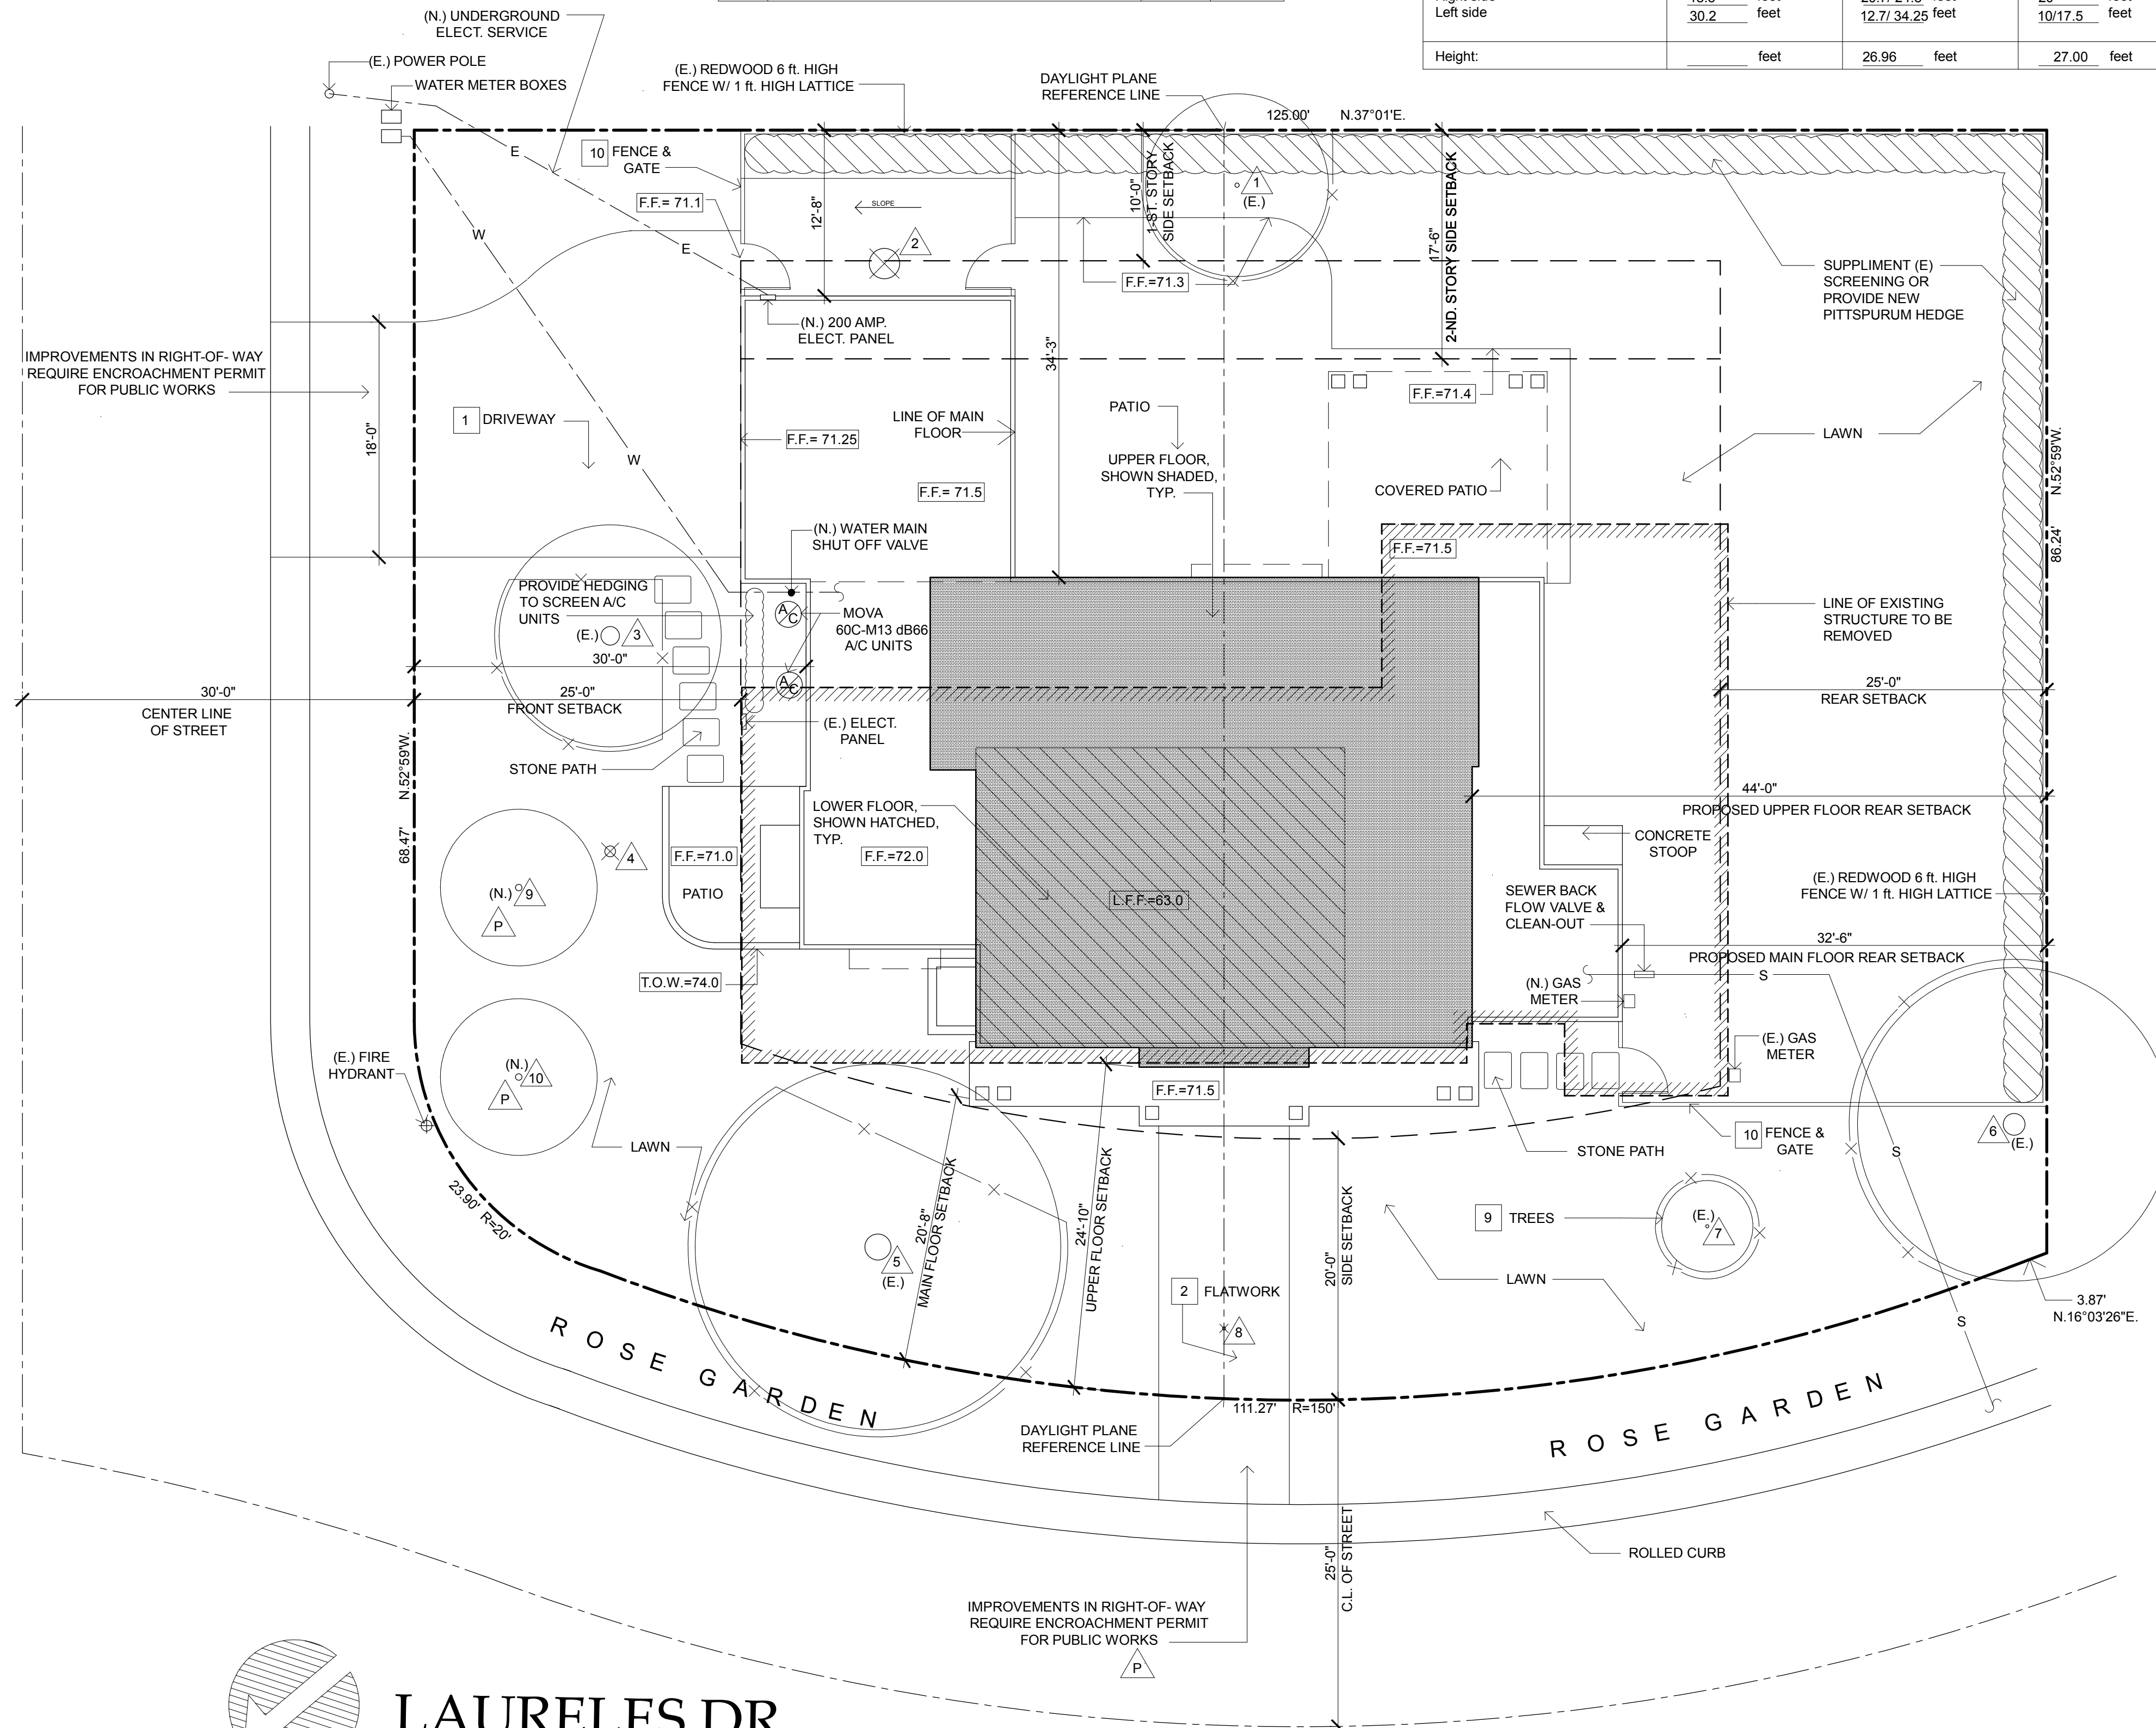 Left side
30.2 feet
12.7/ 34.25 feet
10/17.5 feet
Height:
feet
26.96 feet
27.00 feet
(N.) UNDERGROUND
ELECT. SERVICE
(E.) POWER POLE
WATER METER BOXES
(E.) REDWOOD 6 ft. HIGH
FENCE W/ 1 ft. HIGH LATTICE
DAYLIGHT PLANE
REFERENCE LINE
125.00' N.37°01'E.
E
10 FENCE &
GATE
F.F.= 71.1
W
E
12'-8"
SLOPE
2
10'-0"
1-ST. STORY
SIDE SETBACK
1
(E.)
17'-6"
2-ND. STORY SIDE SETBACK
F.F.=71.3
SUPPLIMENT (E)
SCREENING OR
PROVIDE NEW
PITTSPURUM HEDGE
(N.) 200 AMP.
ELECT. PANEL
34'-3"
IMPROVEMENTS IN RIGHT-OF- WAY
REQUIRE ENCROACHMENT PERMIT
FOR PUBLIC WORKS
18'-0"
1 DRIVEWAY
W
F.F.= 71.25
LINE OF MAIN
FLOOR
F.F.= 71.5
PATIO
UPPER FLOOR,
SHOWN SHADED,
TYP.
F.F.=71.4
COVERED PATIO
LAWN
N.52°59'W.
86.24'
(N.) WATER MAIN
SHUT OFF VALVE
F.F.=71.5
PROVIDE HEDGING
TO SCREEN A/C
UNITS
(E.) 3
A/C
MOVA
60C-M13 dB66
A/C UNITS
A/C
LINE OF EXISTING
STRUCTURE TO BE
REMOVED
30'-0"
30'-0"
CENTER LINE
OF STREET
25'-0"
FRONT SETBACK
25'-0"
REAR SETBACK
(E.) ELECT.
PANEL
STONE PATH
N.52°59'W.
68.47'
44'-0"
PROPOSED UPPER FLOOR REAR SETBACK
LOWER FLOOR,
SHOWN HATCHED,
TYP.
CONCRETE
STOOP
4
F.F.=71.0
PATIO
F.F.=72.0
L.F.F.=63.0
(N.) 9
P
SEWER BACK
FLOW VALVE &
CLEAN-OUT
(E.) REDWOOD 6 ft. HIGH
FENCE W/ 1 ft. HIGH LATTICE
32'-6"
PROPOSED MAIN FLOOR REAR SETBACK
T.O.W.=74.0
S
(N.) GAS
METER
(E.) GAS
METER
(E.) FIRE
HYDRANT
(N.) 10
P
F.F.=71.5
LAWN
10 FENCE &
GATE
STONE PATH
6
(E.)
S
23.90' R=20'
20'-8"
MAIN FLOOR SETBACK
24'-10"
UPPER FLOOR SETBACK
20'-0"
SIDE SETBACK
9 TREES
(E.)
7
5
(E.)
2 FLATWORK
8
LAWN
3.87'
N.16°03'26"E.
S
ROSE GARDEN
111.27' R=150'
DAYLIGHT PLANE
REFERENCE LINE
ROSE GARDEN
25'-0"
C.L. OF STREET
ROLLED CURB
IMPROVEMENTS IN RIGHT-OF- WAY
REQUIRE ENCROACHMENT PERMIT
FOR PUBLIC WORKS
P
LAURELES DR